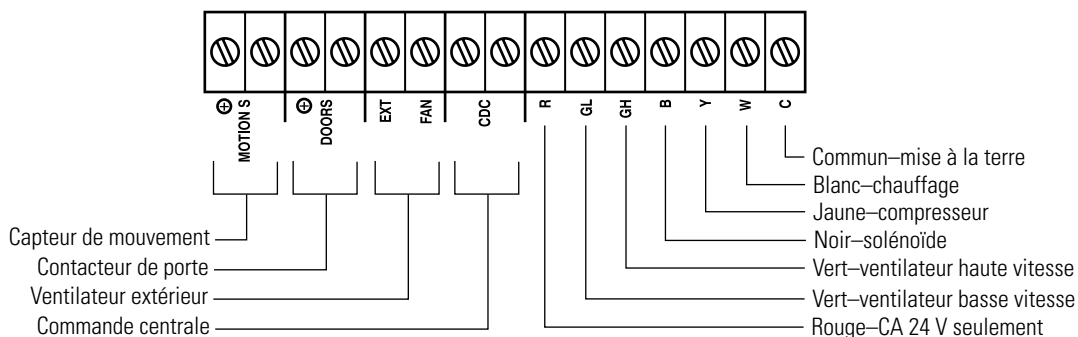 ⊕
MOTION S
⊕
DOORS
EXT
FAN
CDC
R
GL
GH
B
Y
W
C
Capteur de mouvement
Contacteur de porte
Ventilateur extérieur
Commande centrale
Commun–mise à la terre
Blanc–chauffage
Jaune–compresseur
Noir–solénoïde
Vert–ventilateur haute vitesse
Vert–ventilateur basse vitesse
Rouge–CA 24 V seulement